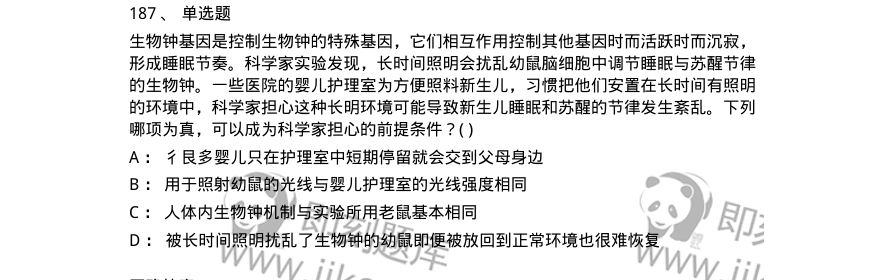 187 、 单选题
生物钟基因是控制生物钟的特殊基因，它们相互作用控制其他基因时而活跃时而沉寂，
形成睡眠节奏。科学家实验发现，长时间照明会扰乱幼鼠脑细胞中调节睡眠与苏醒节律
的生物钟。一些医院的婴儿护理室为方便照料新生儿，习惯把他们安置在长时间有照明
的环境中，科学家担心这种长明环境可能导致新生儿睡眠和苏醒的节律发生紊乱。下列
哪项为真，可以成为科学家担心的前提条件？( )
A ： 彳艮多婴儿只在护理室中短期停留就会交到父母身边
B ： 用于照射幼鼠的光线与婴儿护理室的光线强度相同
C ： 人体内生物钟机制与实验所用老鼠基本相同
D ： 被长时间照明扰乱了生物钟的幼鼠即便被放回到正常环境也很难恢复
即刻题库
即刻